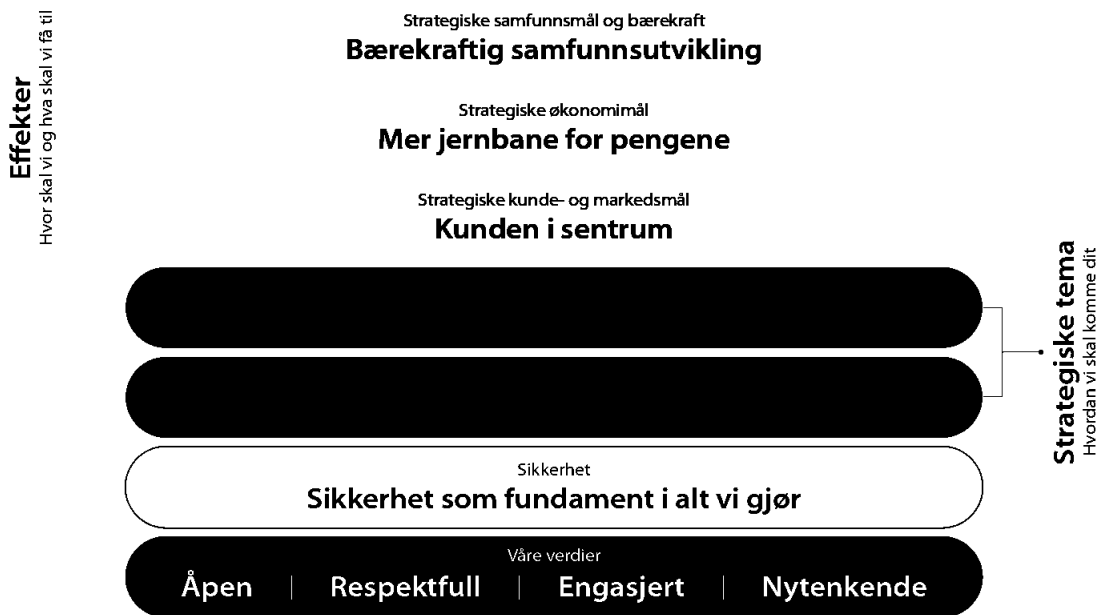 Effekter
Hvor skal vi og hva skal vi få til
Strategiske samfunnsmål og bærekraft
Bærekraftig samfunnsutvikling
Strategiske økonomimål
Mer jernbane for pengene
Strategiske kunde- og markedsmål
Kunden i sentrum
Strategiske tema
Hvordan vi skal komme dit
Sikkerhet
Sikkerhet som fundament i alt vi gjør
Våre verdier
Åpen | Respektfull | Engasjert | Nytenkende